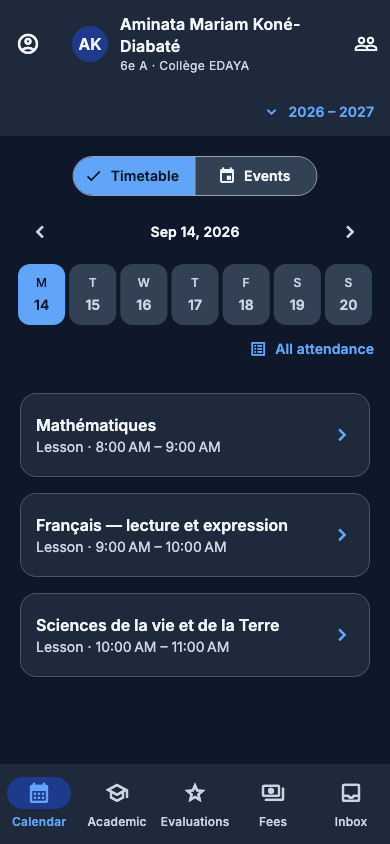 Aminata Mariam Koné-
Diabaté
AK
6e A · Collège EDAYA
2026 – 2027
Timetable
Events
Sep 14, 2026
M T W T F S S
14 15 16 17 18 19 20
All attendance
Mathématiques
Lesson · 8:00 AM – 9:00 AM
Français — lecture et expression
Lesson · 9:00 AM – 10:00 AM
Sciences de la vie et de la Terre
Lesson · 10:00 AM – 11:00 AM
Calendar Academic Evaluations Fees Inbox